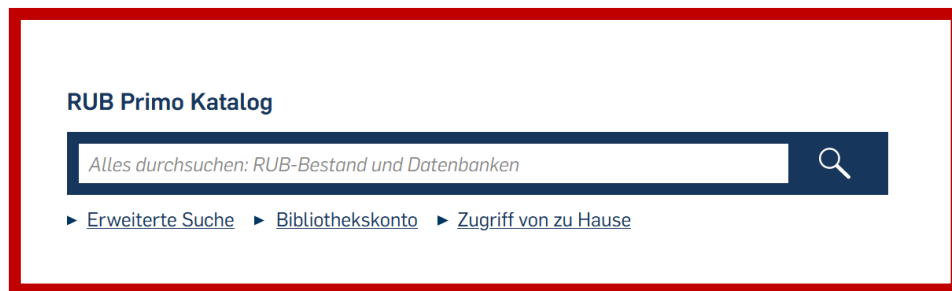 RUB Primo Katalog
Alles durchsuchen: RUB-Bestand und Datenbanken
► Erweiterte Suche ► Bibliothekskonto ► Zugriff von zu Hause